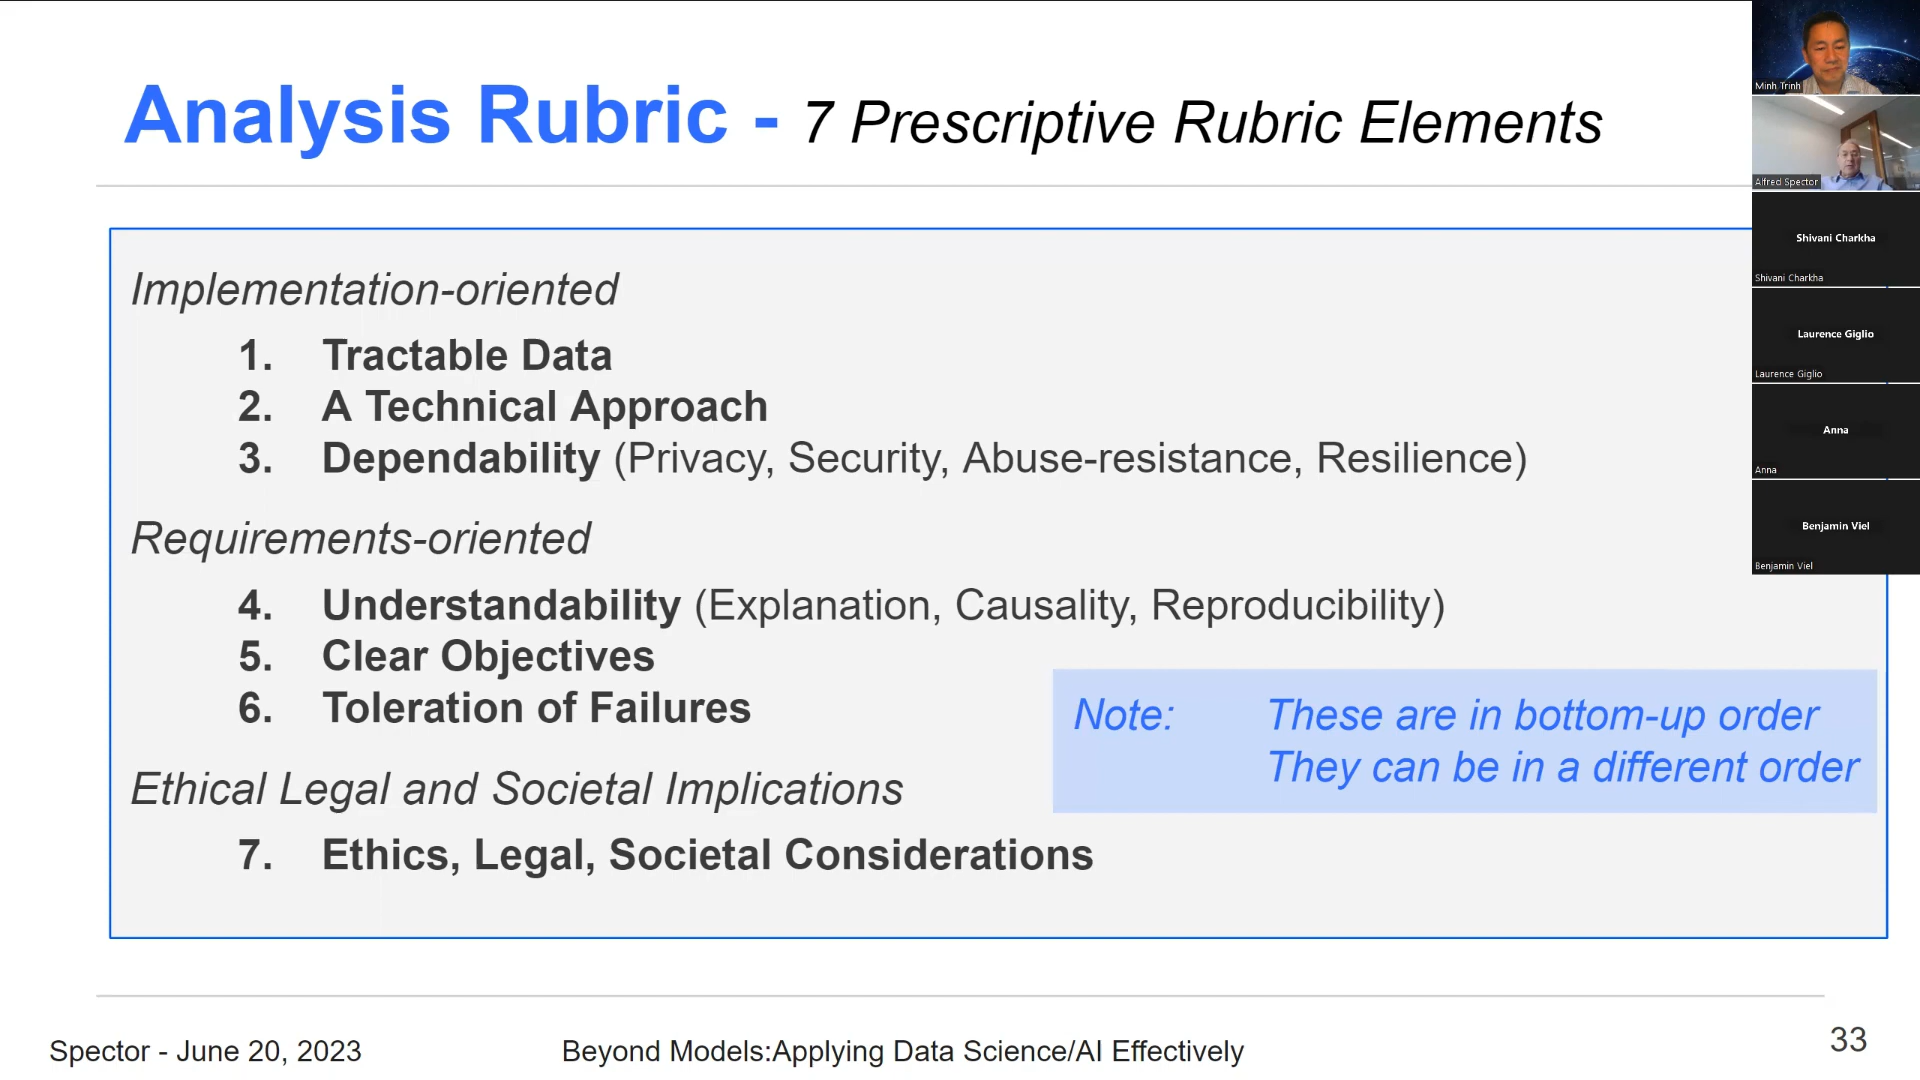 Analysis Rubric - 7 Prescriptive Rubric Elements
Implementation-oriented
1. Tractable Data
2. A Technical Approach
3. Dependability (Privacy, Security, Abuse-resistance, Resilience)
Requirements-oriented
4. Understandability (Explanation, Causality, Reproducibility)
5. Clear Objectives
6. Toleration of Failures
Note: These are in bottom-up order
They can be in a different order
Ethical Legal and Societal Implications
7. Ethics, Legal, Societal Considerations
Spector - June 20, 2023
Beyond Models:Applying Data Science/AI Effectively
33
Minh Trinh
Alfred Spector
Shivani Charkha
Shivani Charkha
Laurence Giglio
Laurence Giglio
Anna
Anna
Benjamin Viel
Benjamin Viel